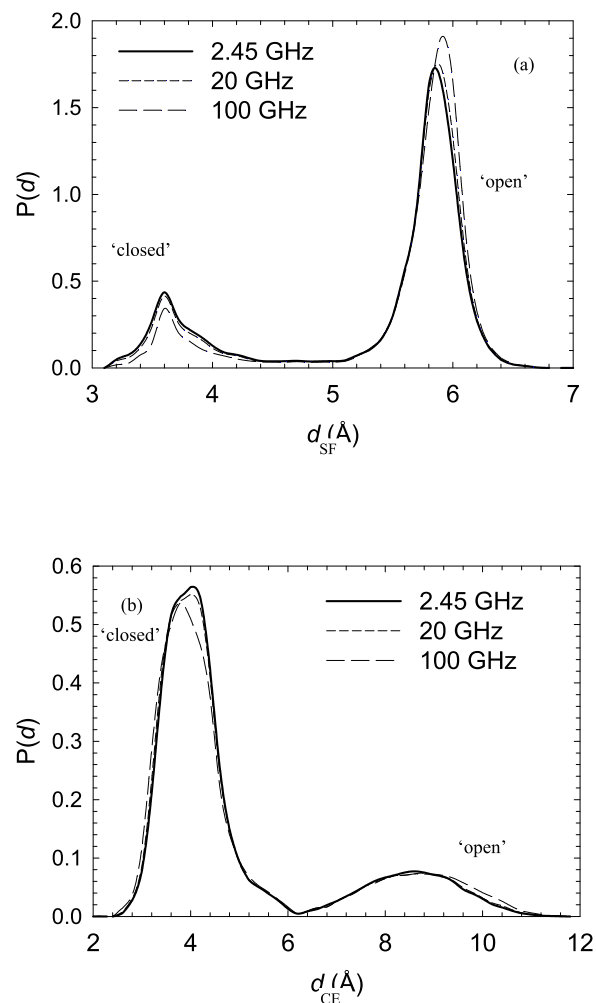 2.0
1.5
1.0
0.5
0.0
P(d)
2.45 GHz
20 GHz
100 GHz
(a)
‘closed’
‘open’
3 4 5 6 7
d_SF (Å)
0.6
0.5
0.4
0.3
0.2
0.1
0.0
P(d)
(b)
‘closed’
2.45 GHz
20 GHz
100 GHz
‘open’
2 4 6 8 10 12
d_CE (Å)